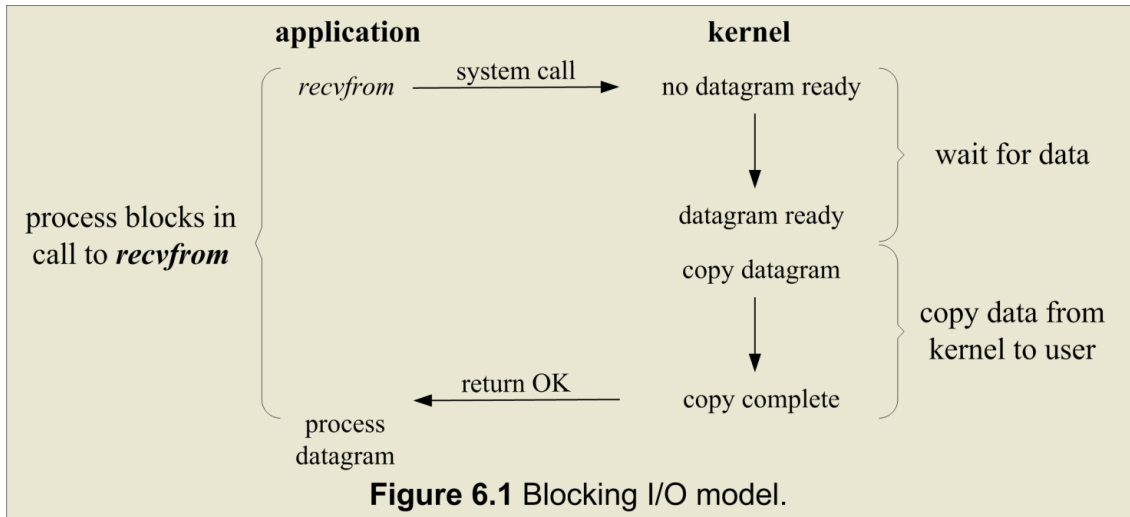 application
kernel
recvfrom
system call
no datagram ready
wait for data
datagram ready
process blocks in
call to recvfrom
copy datagram
copy data from
kernel to user
return OK
copy complete
process
datagram
Figure 6.1 Blocking I/O model.